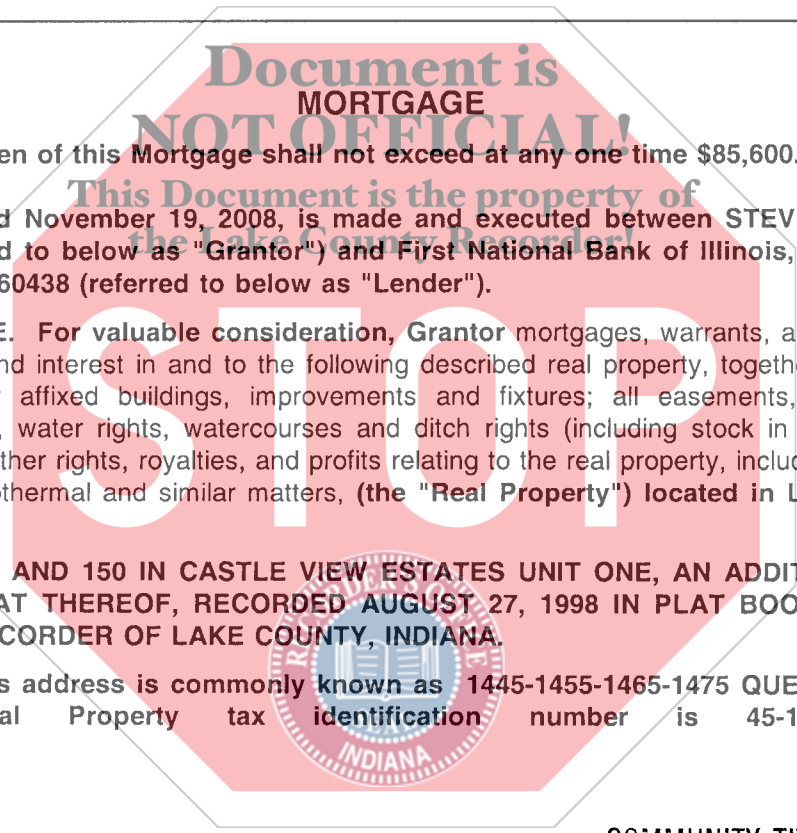 Document is
MORTGAGE
NOT OFFICIAL!
en of this Mortgage shall not exceed at any one time $85,600.
This Document is the property of
d November 19, 2008, is made and executed between STEV
the Lake County Recorder!
d to below as "Grantor") and First National Bank of Illinois,
60438 (referred to below as "Lender").
E. For valuable consideration, Grantor mortgages, warrants, a
nd interest in and to the following described real property, togethe
affixed buildings, improvements and fixtures; all easements,
, water rights, watercourses and ditch rights (including stock in
ther rights, royalties, and profits relating to the real property, includ
othermal and similar matters, (the "Real Property") located in L
STOP
AND 150 IN CASTLE VIEW ESTATES UNIT ONE, AN ADDIT
AT THEREOF, RECORDED AUGUST 27, 1998 IN PLAT BOO
CORDER OF LAKE COUNTY, INDIANA.
s address is commonly known as 1445-1455-1465-1475 QUE
al Property tax identification number is 45-1
RECORDER'S OFFICE
SEAL
INDIANA